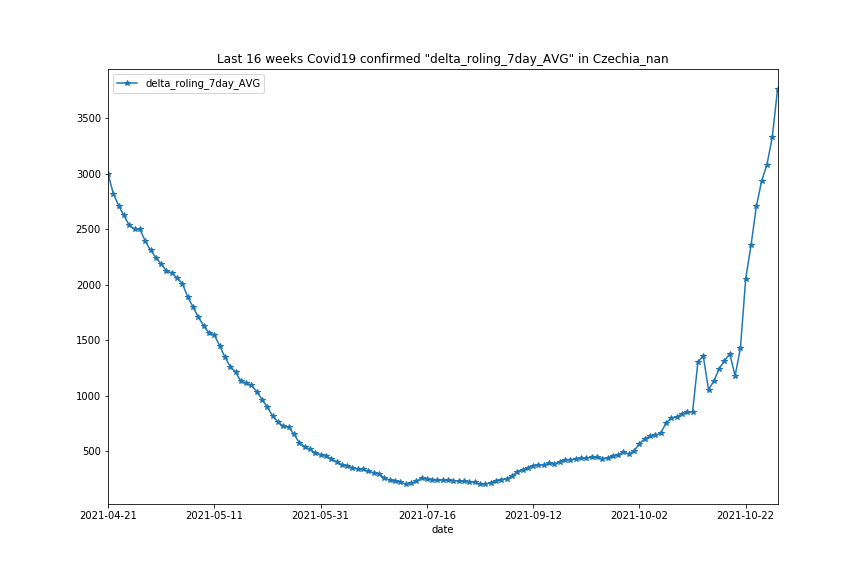 Last 16 weeks Covid19 confirmed "delta_roling_7day_AVG" in Czechia_nan
delta_roling_7day_AVG
3500
3000
2500
2000
1500
1000
500
2021-04-21 2021-05-11 2021-05-31 2021-07-16 2021-09-12 2021-10-02 2021-10-22
date